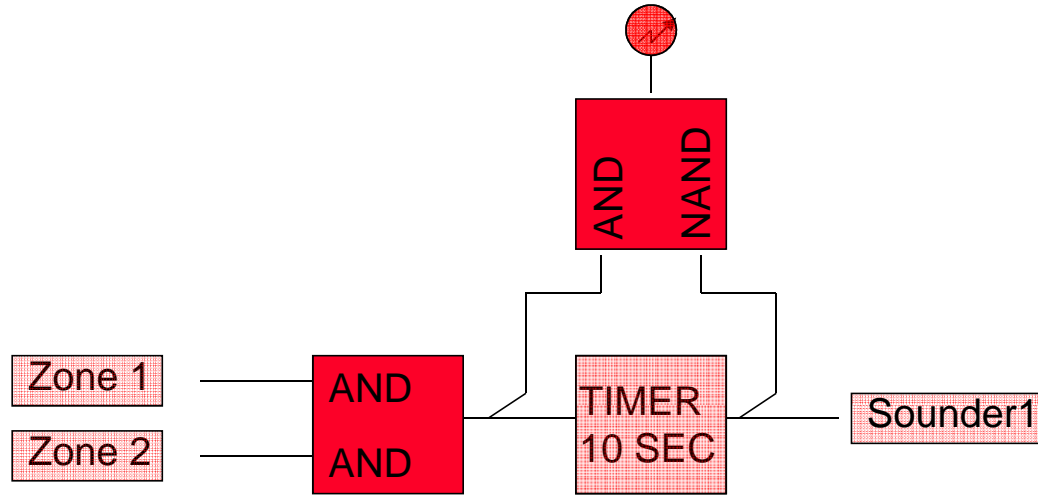 AND
NAND
Zone 1
AND
TIMER
10 SEC
Sounder1
Zone 2
AND